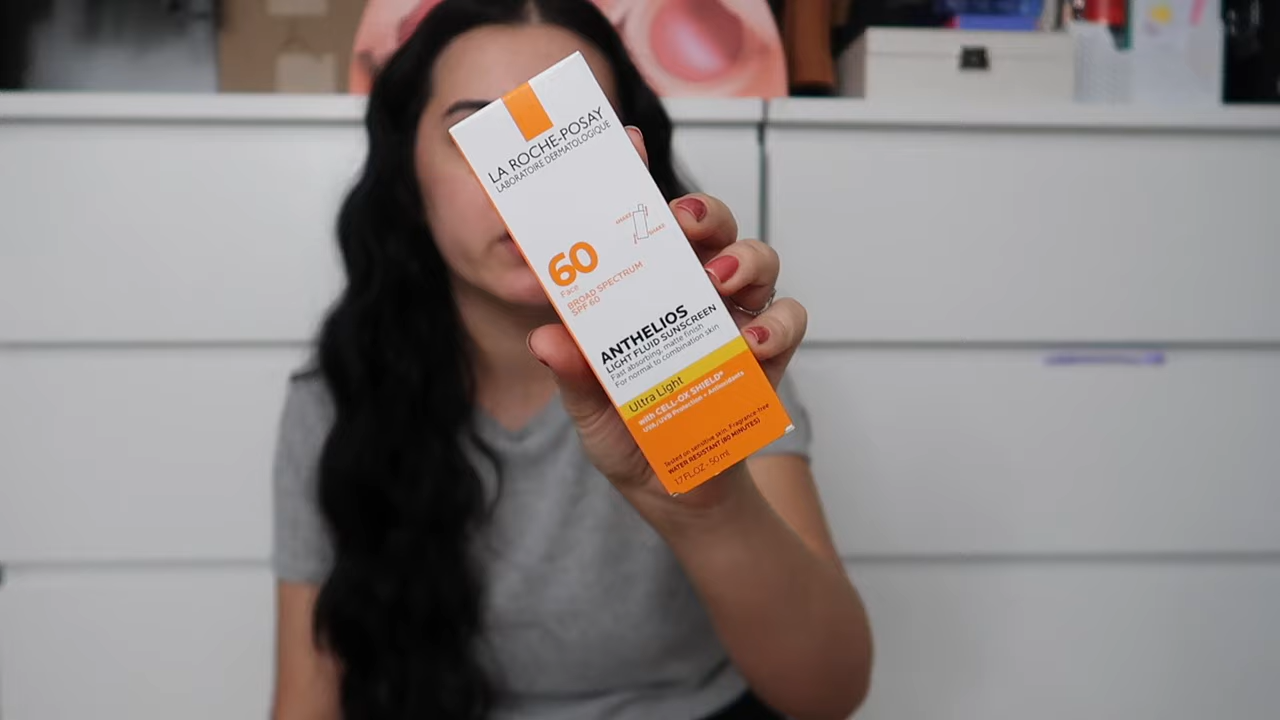 LA ROCHE-POSAY
LABORATOIRE DERMATOLOGIQUE
SHAKE
SHAKE
60
Face
BROAD SPECTRUM
SPF 60
ANTHELIOS
LIGHT FLUID SUNSCREEN
Fast absorbing, matte finish
For normal to combination skin
Ultra Light
with CELL-OX SHIELD®
UVA/UVB Protection + Antioxidants
Tested on sensitive skin, Fragrance-free
WATER RESISTANT (80 MINUTES)
1.7 FL.OZ - 50 ml